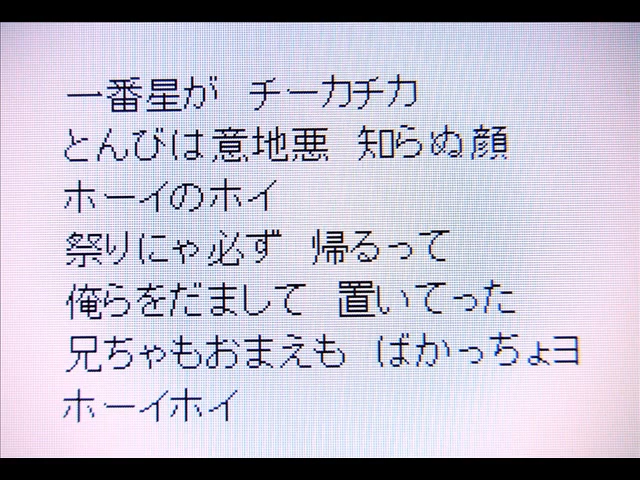 一番星が　チーカチカ
とんびは意地悪　知らぬ顔
ホーイのホイ
祭りにゃ必ず　帰るって
俺らをだまして　置いてった
兄ちゃもおまえも　ばかっちょヨ
ホーイホイ